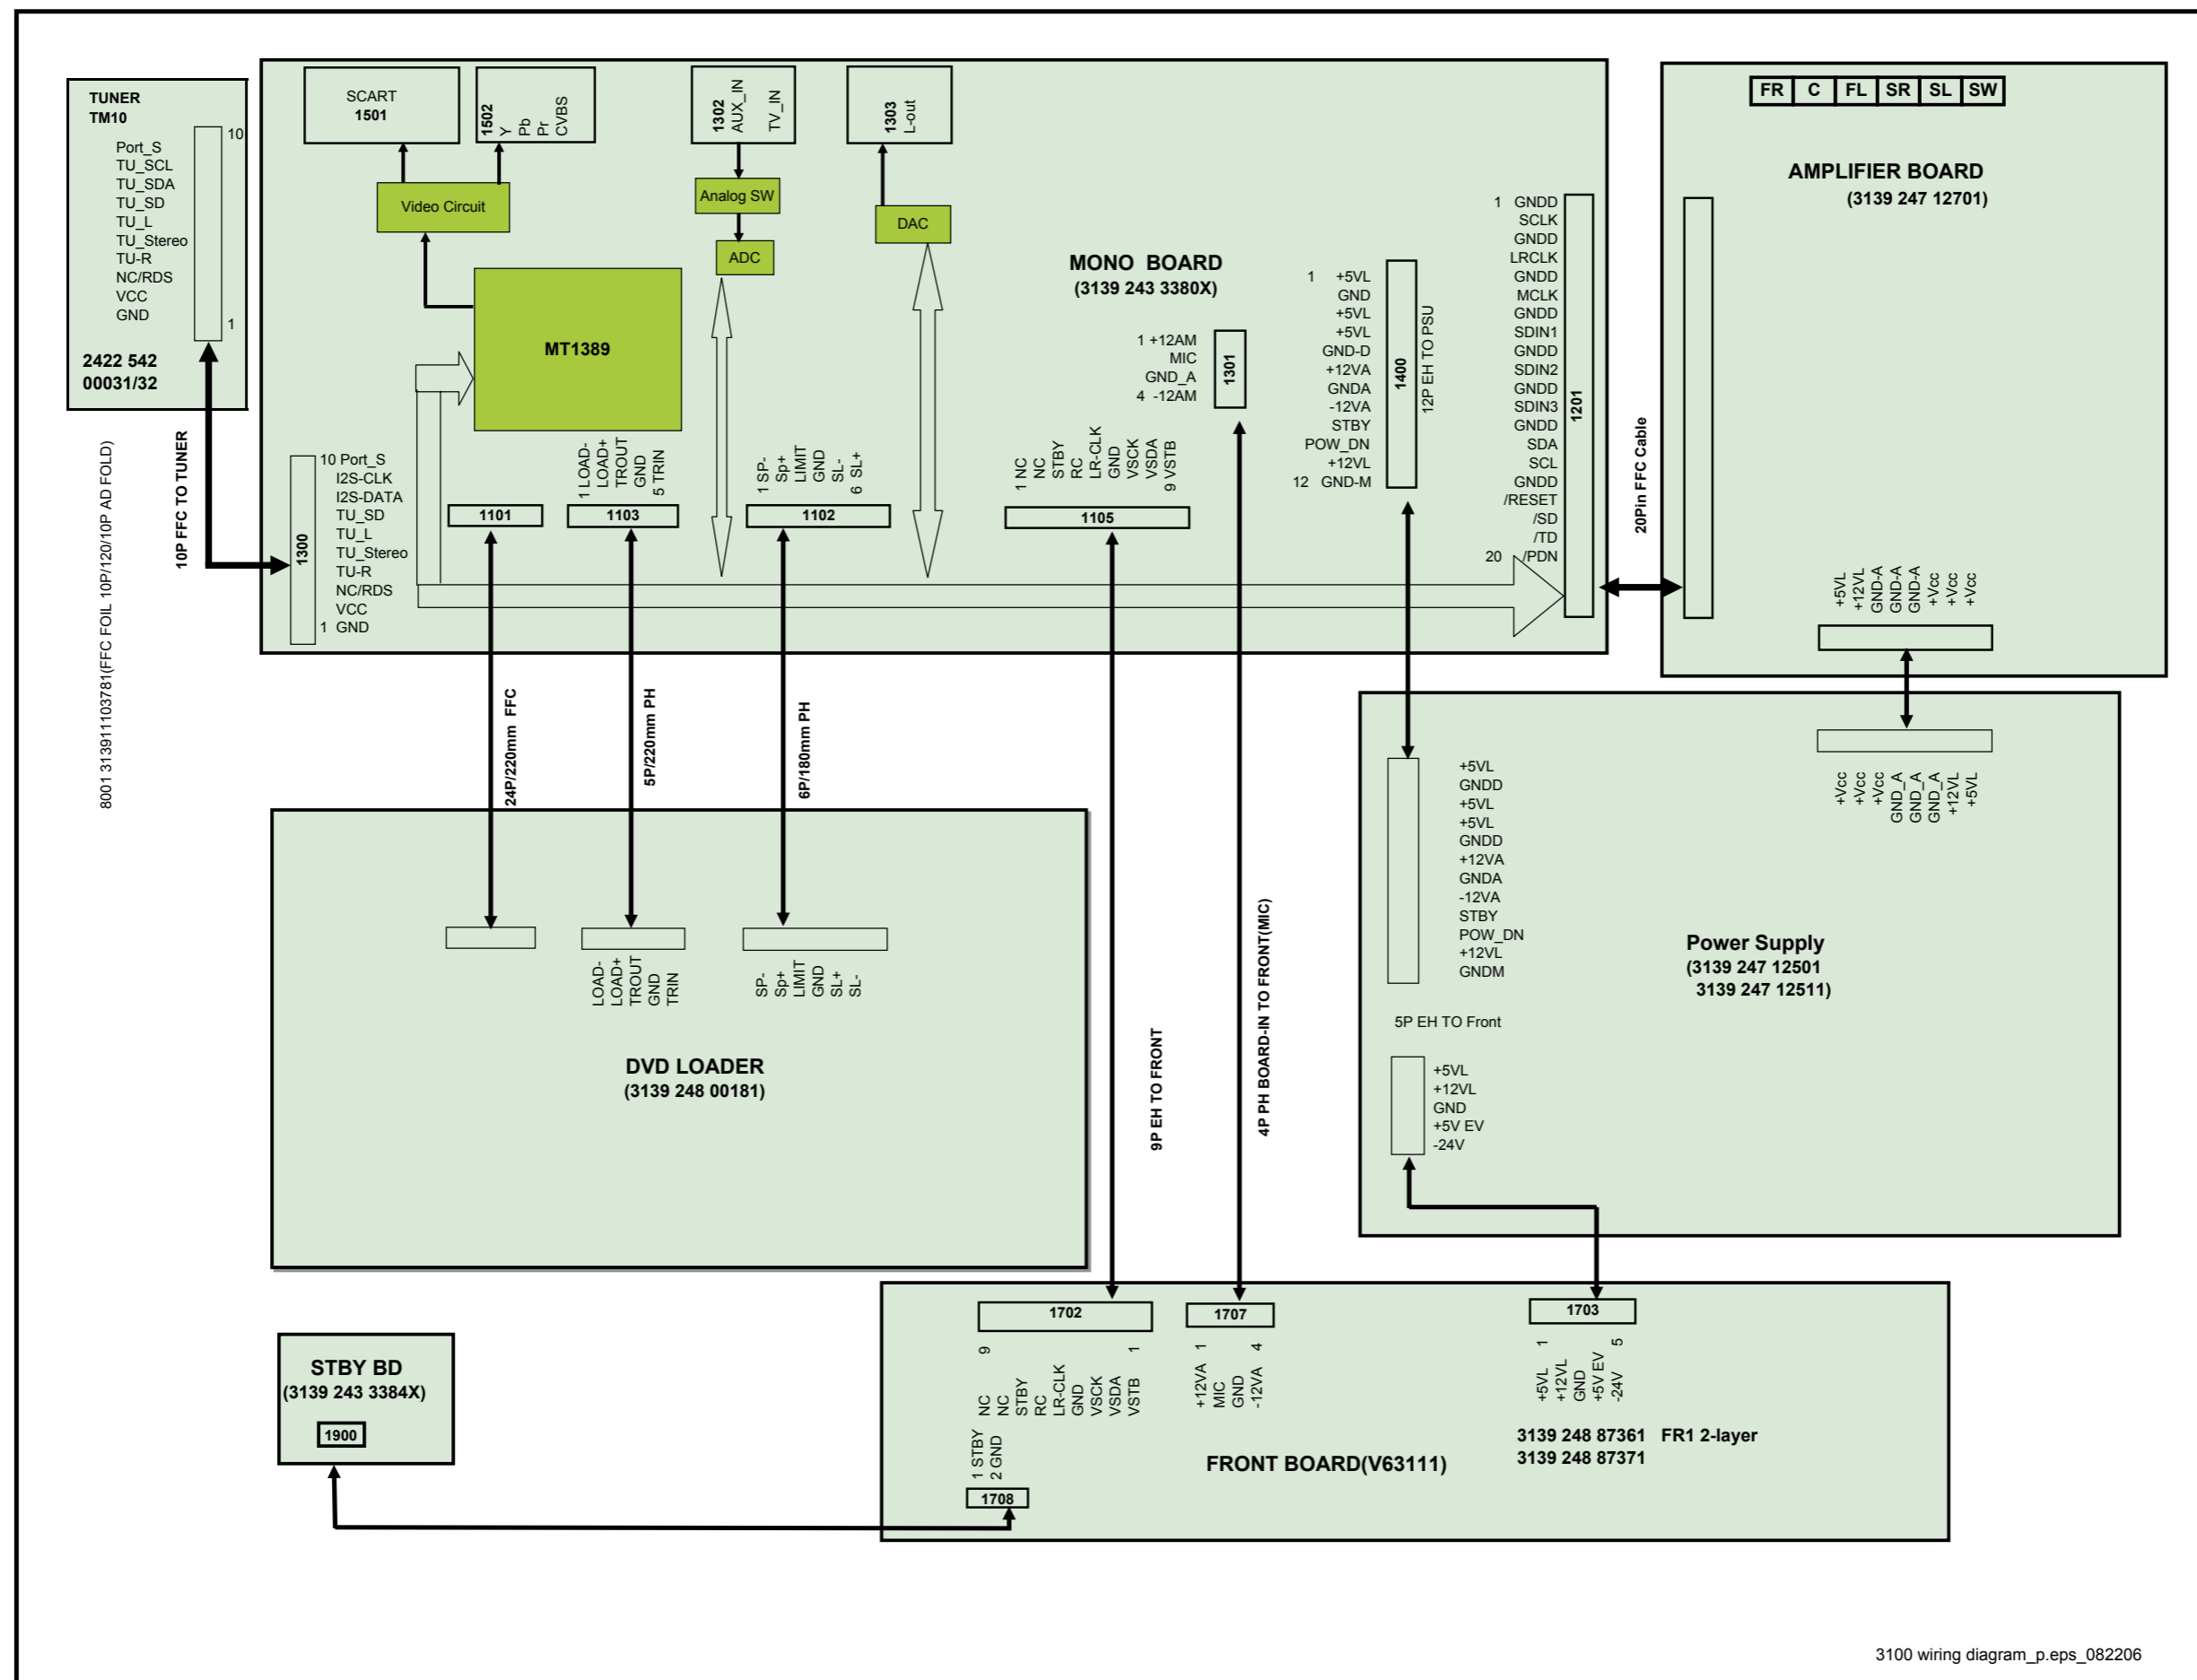 TUNER
TM10
Port_S
TU_SCL
TU_SDA
TU_SD
TU_L
TU_Stereo
TU-R
NC/RDS
VCC
GND
10
1
2422 542
00031/32
10P FFC TO TUNER
8001 313911103781(FFC FOIL 10P/120/10P AD FOLD)
SCART
1501
1502
Y
Pb
Pr
CVBS
1302
AUX_IN
TV_IN
1303
L-out
Video Circuit
Analog SW
ADC
DAC
MT1389
MONO BOARD
(3139 243 3380X)
1300
10 Port_S
I2S-CLK
I2S-DATA
TU_SD
TU_L
TU_Stereo
TU-R
NC/RDS
VCC
1 GND
1101
1 LOAD-
LOAD+
TROUT
GND
5 TRIN
1103
1 SP-
Sp+
LIMIT
GND
SL-
6 SL+
1102
1 NC
NC
STBY
RC
LR-CLK
GND
VSCK
VSDA
9 VSTB
1105
1 +12AM
MIC
GND_A
4 -12AM
1301
1 +5VL
GND
+5VL
+5VL
GND-D
+12VA
GNDA
-12VA
STBY
POW_DN
+12VL
12 GND-M
1400
12P EH TO PSU
1 GNDD
SCLK
GNDD
LRCLK
GNDD
MCLK
GNDD
SDIN1
GNDD
SDIN2
GNDD
SDIN3
GNDD
SDA
SCL
GNDD
/RESET
/SD
/TD
20 /PDN
1201
20Pin FFC Cable
FR C FL SR SL SW
AMPLIFIER BOARD
(3139 247 12701)
+5VL
+12VL
GND-A
GND-A
GND-A
+Vcc
+Vcc
+Vcc
24P/220mm FFC
5P/220mm PH
6P/180mm PH
9P EH TO FRONT
4P PH BOARD-IN TO FRONT(MIC)
LOAD-
LOAD+
TROUT
GND
TRIN
SP-
Sp+
LIMIT
GND
SL+
SL-
DVD LOADER
(3139 248 00181)
+Vcc
+Vcc
+Vcc
GND_A
GND_A
GND_A
+12VL
+5VL
+5VL
GNDD
+5VL
+5VL
GNDD
+12VA
GNDA
-12VA
STBY
POW_DN
+12VL
GNDM
Power Supply
(3139 247 12501
3139 247 12511)
5P EH TO Front
+5VL
+12VL
GND
+5V EV
-24V
STBY BD
(3139 243 3384X)
1900
1702
9
1
NC
NC
STBY
RC
LR-CLK
GND
VSCK
VSDA
VSTB
1707
1
4
+12VA
MIC
GND
-12VA
1703
1
5
+5VL
+12VL
GND
+5V EV
-24V
1 STBY
2 GND
1708
FRONT BOARD(V63111)
3139 248 87361 FR1 2-layer
3139 248 87371
3100 wiring diagram_p.eps_082206